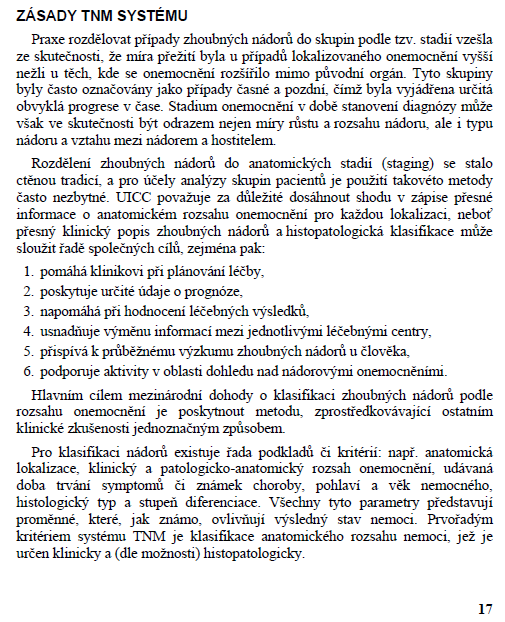 ZÁSADY TNM SYSTÉMU
Praxe rozdělovat případy zhoubných nádorů do skupin podle tzv. stadií vzešla
ze skutečnosti, že míra přežití byla u případů lokalizovaného onemocnění vyšší
nežli u těch, kde se onemocnění rozšířilo mimo původní orgán. Tyto skupiny
byly často označovány jako případy časné a pozdní, čímž byla vyjádřena určitá
obvyklá progrese v čase. Stadium onemocnění v době stanovení diagnózy může
však ve skutečnosti být odrazem nejen míry růstu a rozsahu nádoru, ale i typu
nádoru a vztahu mezi nádorem a hostitelem.
Rozdělení zhoubných nádorů do anatomických stadií (staging) se stalo
ctěnou tradicí, a pro účely analýzy skupin pacientů je použití takovéto metody
často nezbytné. UICC považuje za důležité dosáhnout shodu v zápise přesné
informace o anatomickém rozsahu onemocnění pro každou lokalizaci, neboť
přesný klinický popis zhoubných nádorů a histopatologická klasifikace může
sloužit řadě společných cílů, zejména pak:
1. pomáhá klinikovi při plánování léčby,
2. poskytuje určité údaje o prognóze,
3. napomáhá při hodnocení léčebných výsledků,
4. usnadňuje výměnu informací mezi jednotlivými léčebnými centry,
5. přispívá k průběžnému výzkumu zhoubných nádorů u člověka,
6. podporuje aktivity v oblasti dohledu nad nádorovými onemocněními.
Hlavním cílem mezinárodní dohody o klasifikaci zhoubných nádorů podle
rozsahu onemocnění je poskytnout metodu, zprostředkovávající ostatním
klinické zkušenosti jednoznačným způsobem.
Pro klasifikaci nádorů existuje řada podkladů či kritérií: např. anatomická
lokalizace, klinický a patologicko-anatomický rozsah onemocnění, udávaná
doba trvání symptomů či známek choroby, pohlaví a věk nemocného,
histologický typ a stupeň diferenciace. Všechny tyto parametry představují
proměnné, které, jak známo, ovlivňují výsledný stav nemoci. Prvořadým
kritériem systému TNM je klasifikace anatomického rozsahu nemoci, jež je
určen klinicky a (dle možnosti) histopatologicky.
17